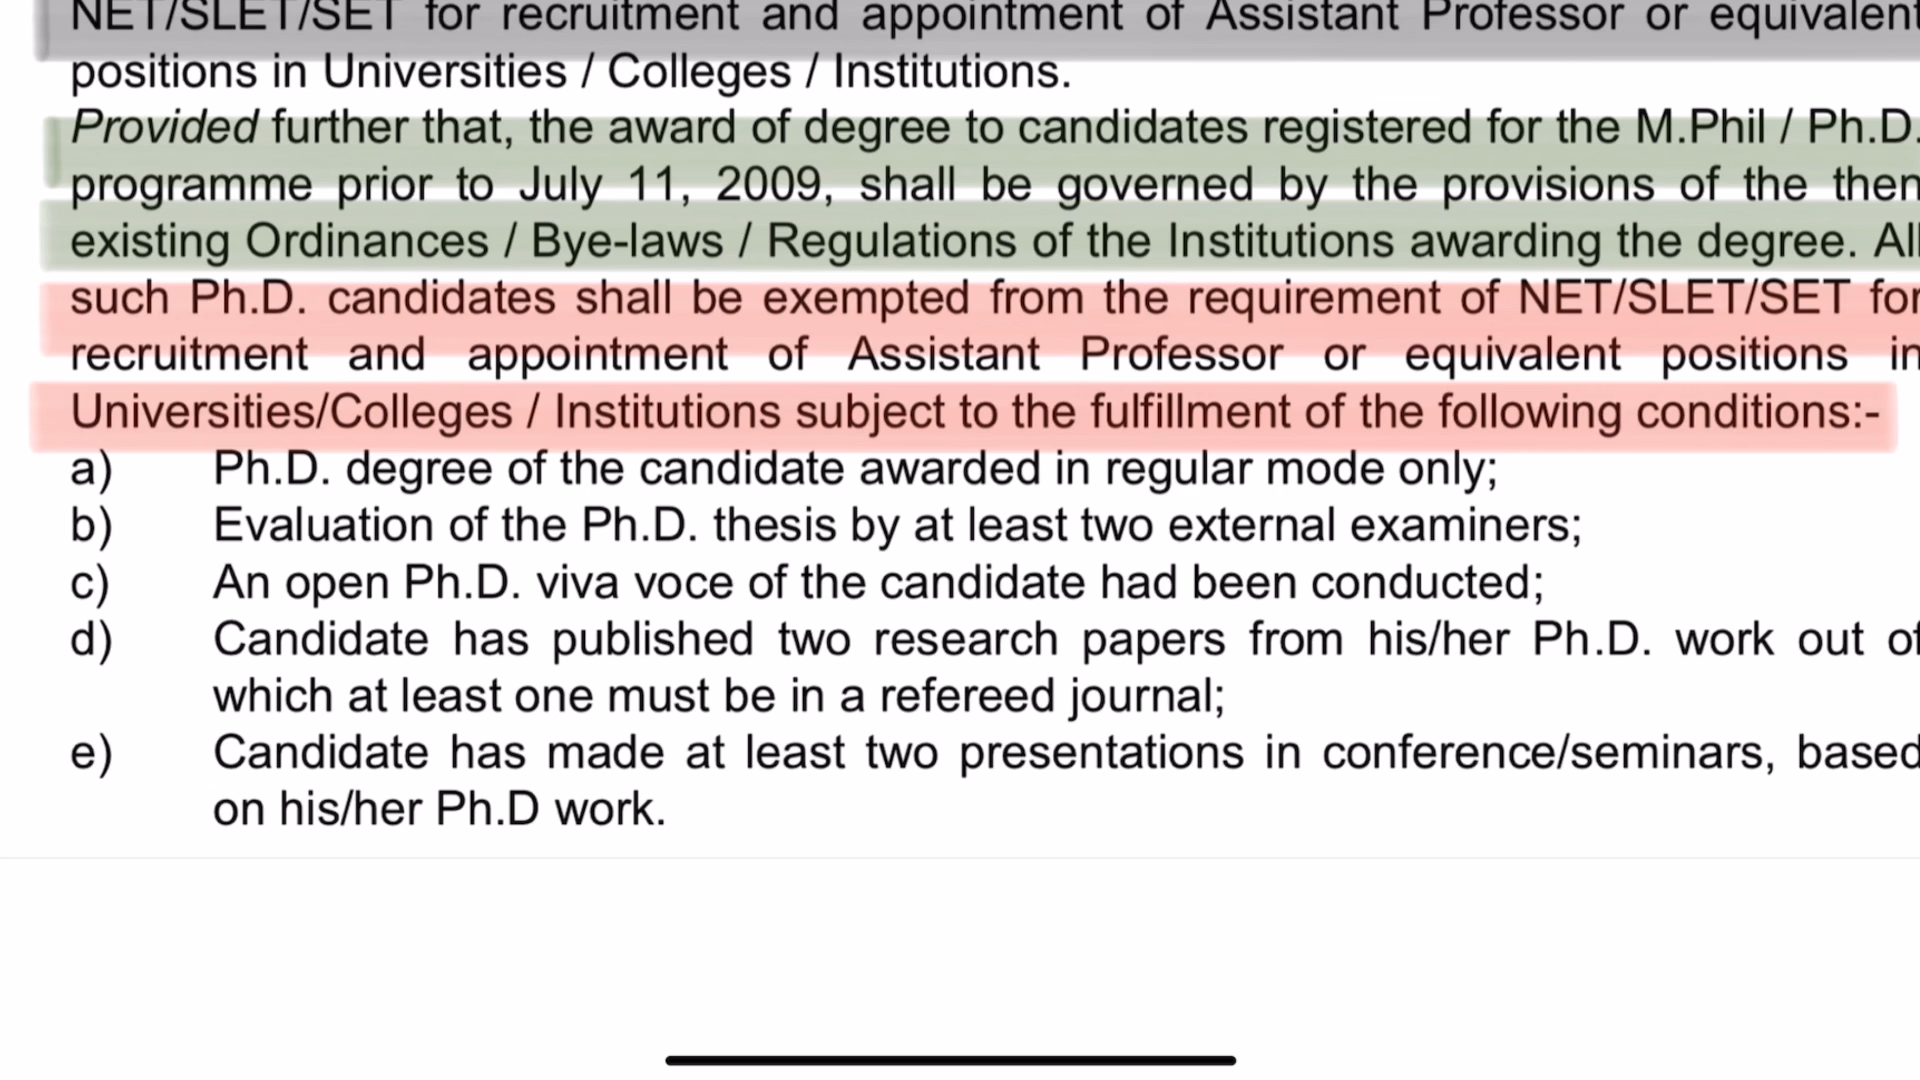 NET/SLET/SET for recruitment and appointment of Assistant Professor or equivalent
positions in Universities / Colleges / Institutions.
Provided further that, the award of degree to candidates registered for the M.Phil / Ph.D.
programme prior to July 11, 2009, shall be governed by the provisions of the then
existing Ordinances / Bye-laws / Regulations of the Institutions awarding the degree. All
such Ph.D. candidates shall be exempted from the requirement of NET/SLET/SET for
recruitment and appointment of Assistant Professor or equivalent positions in
Universities/Colleges / Institutions subject to the fulfillment of the following conditions:-
a) Ph.D. degree of the candidate awarded in regular mode only;
b) Evaluation of the Ph.D. thesis by at least two external examiners;
c) An open Ph.D. viva voce of the candidate had been conducted;
d) Candidate has published two research papers from his/her Ph.D. work out of
which at least one must be in a refereed journal;
e) Candidate has made at least two presentations in conference/seminars, based
on his/her Ph.D work.